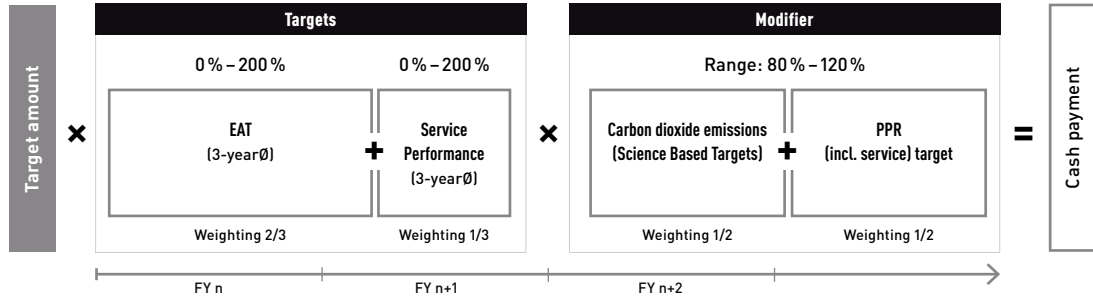 Target amount
×
Targets
0 % – 200 %
0 % – 200 %
EAT
(3-yearØ)
+
Service
Performance
(3-yearØ)
Weighting 2/3
Weighting 1/3
×
Modifier
Range: 80 % – 120 %
Carbon dioxide emissions
(Science Based Targets)
+
PPR
(incl. service) target
Weighting 1/2
Weighting 1/2
=
Cash payment
FY n
FY n+1
FY n+2